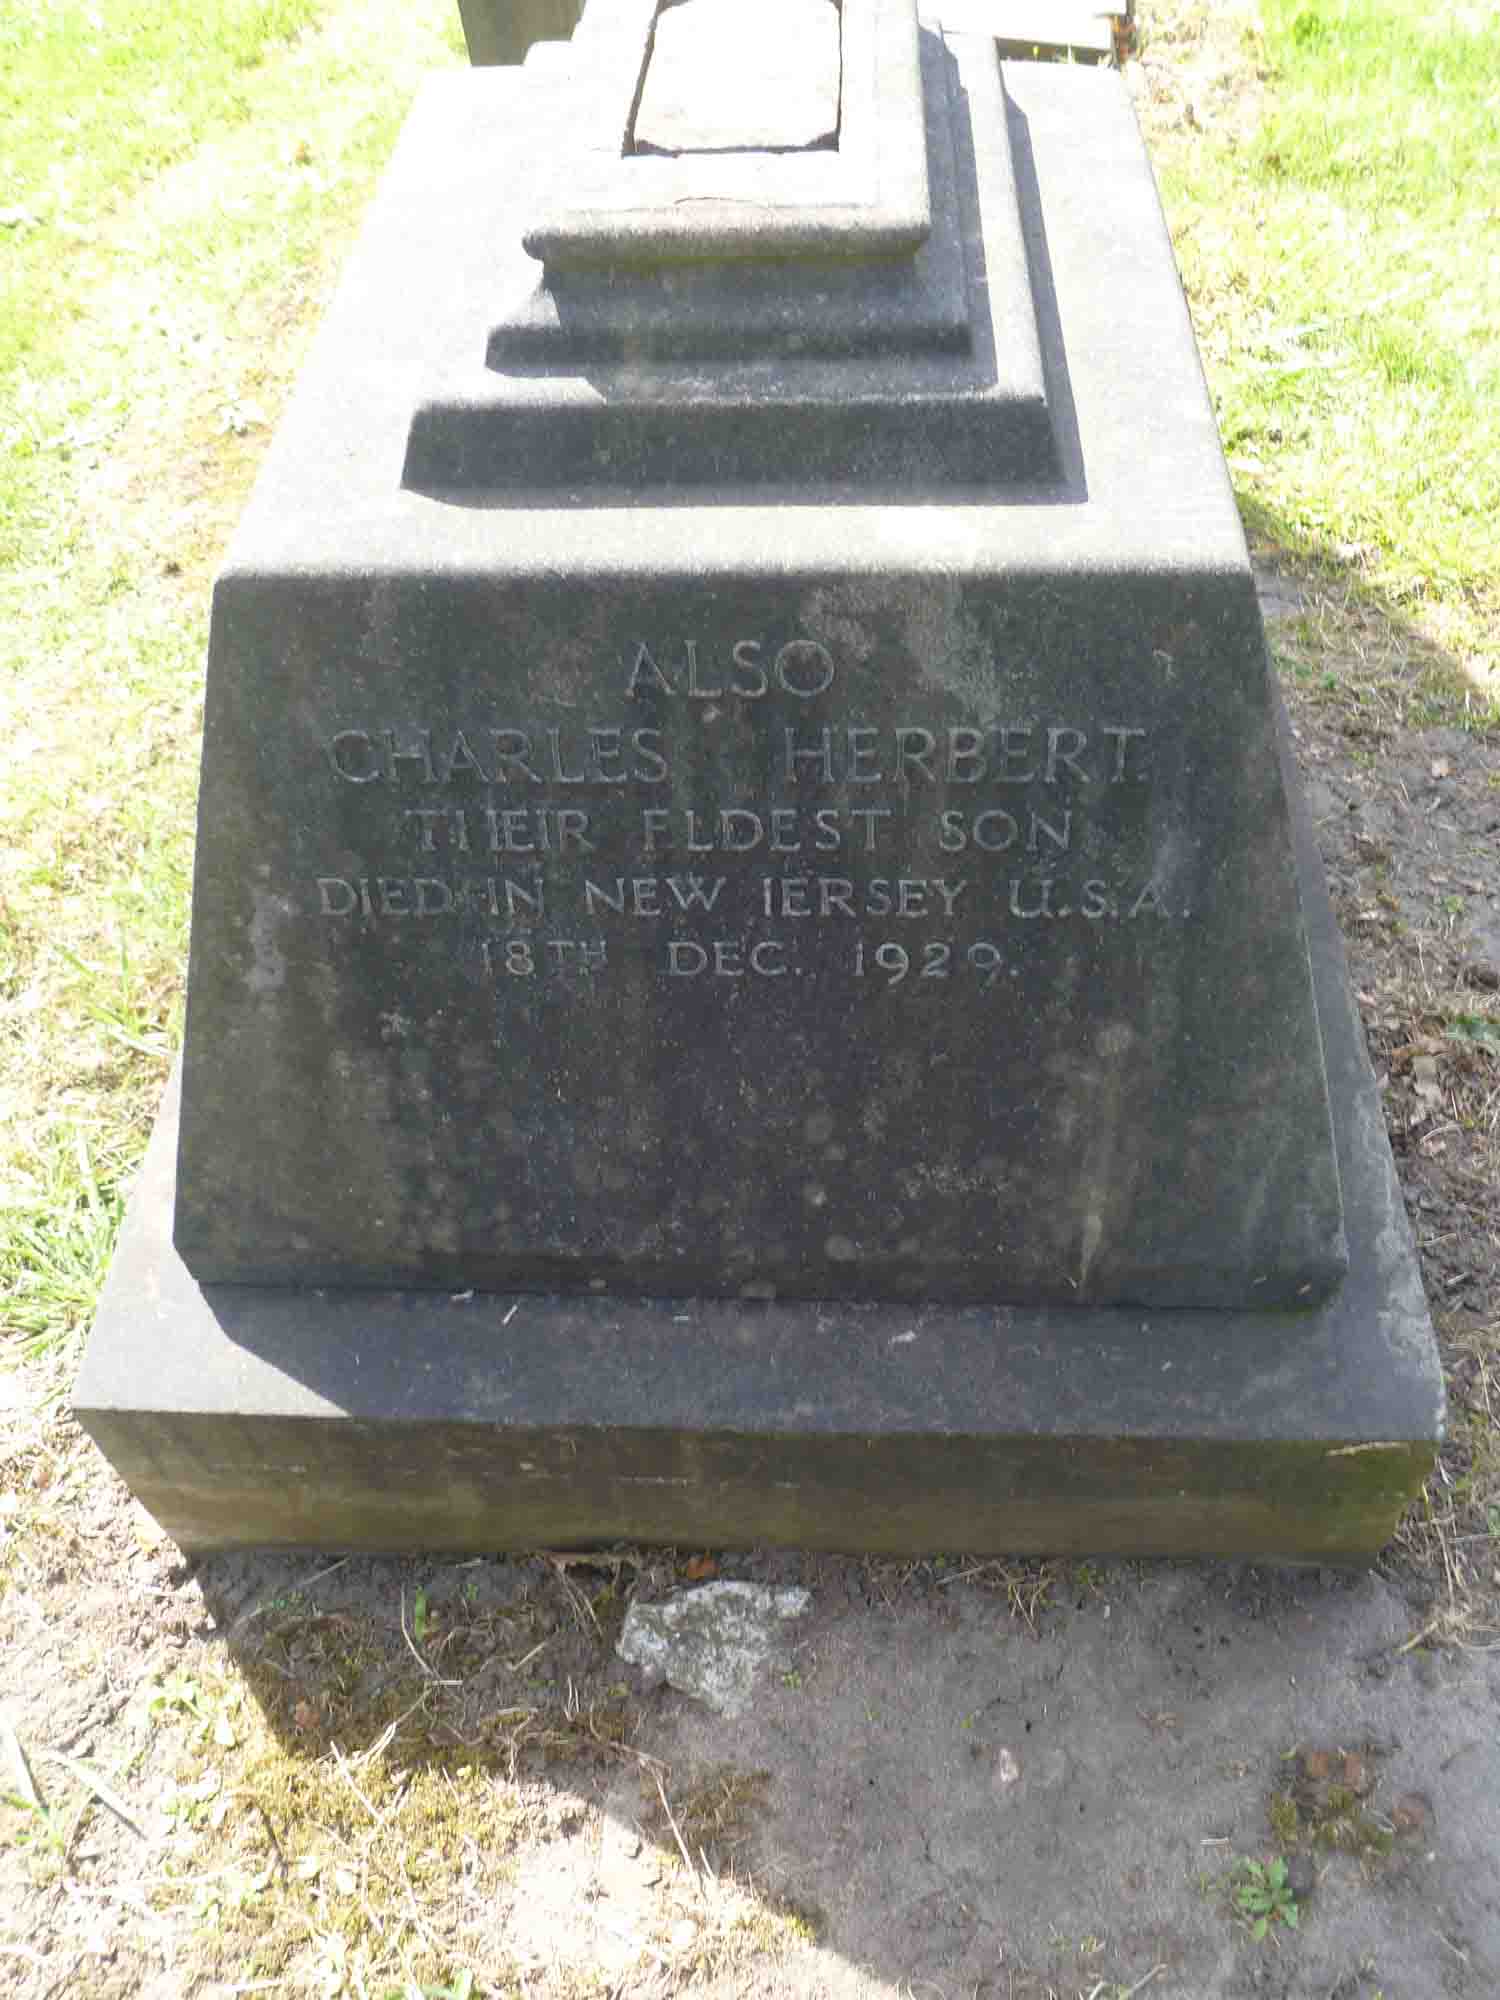 ALSO
CHARLES HERBERT.
THEIR ELDEST SON
DIED IN NEW JERSEY U.S.A.
18TH DEC. 1929.